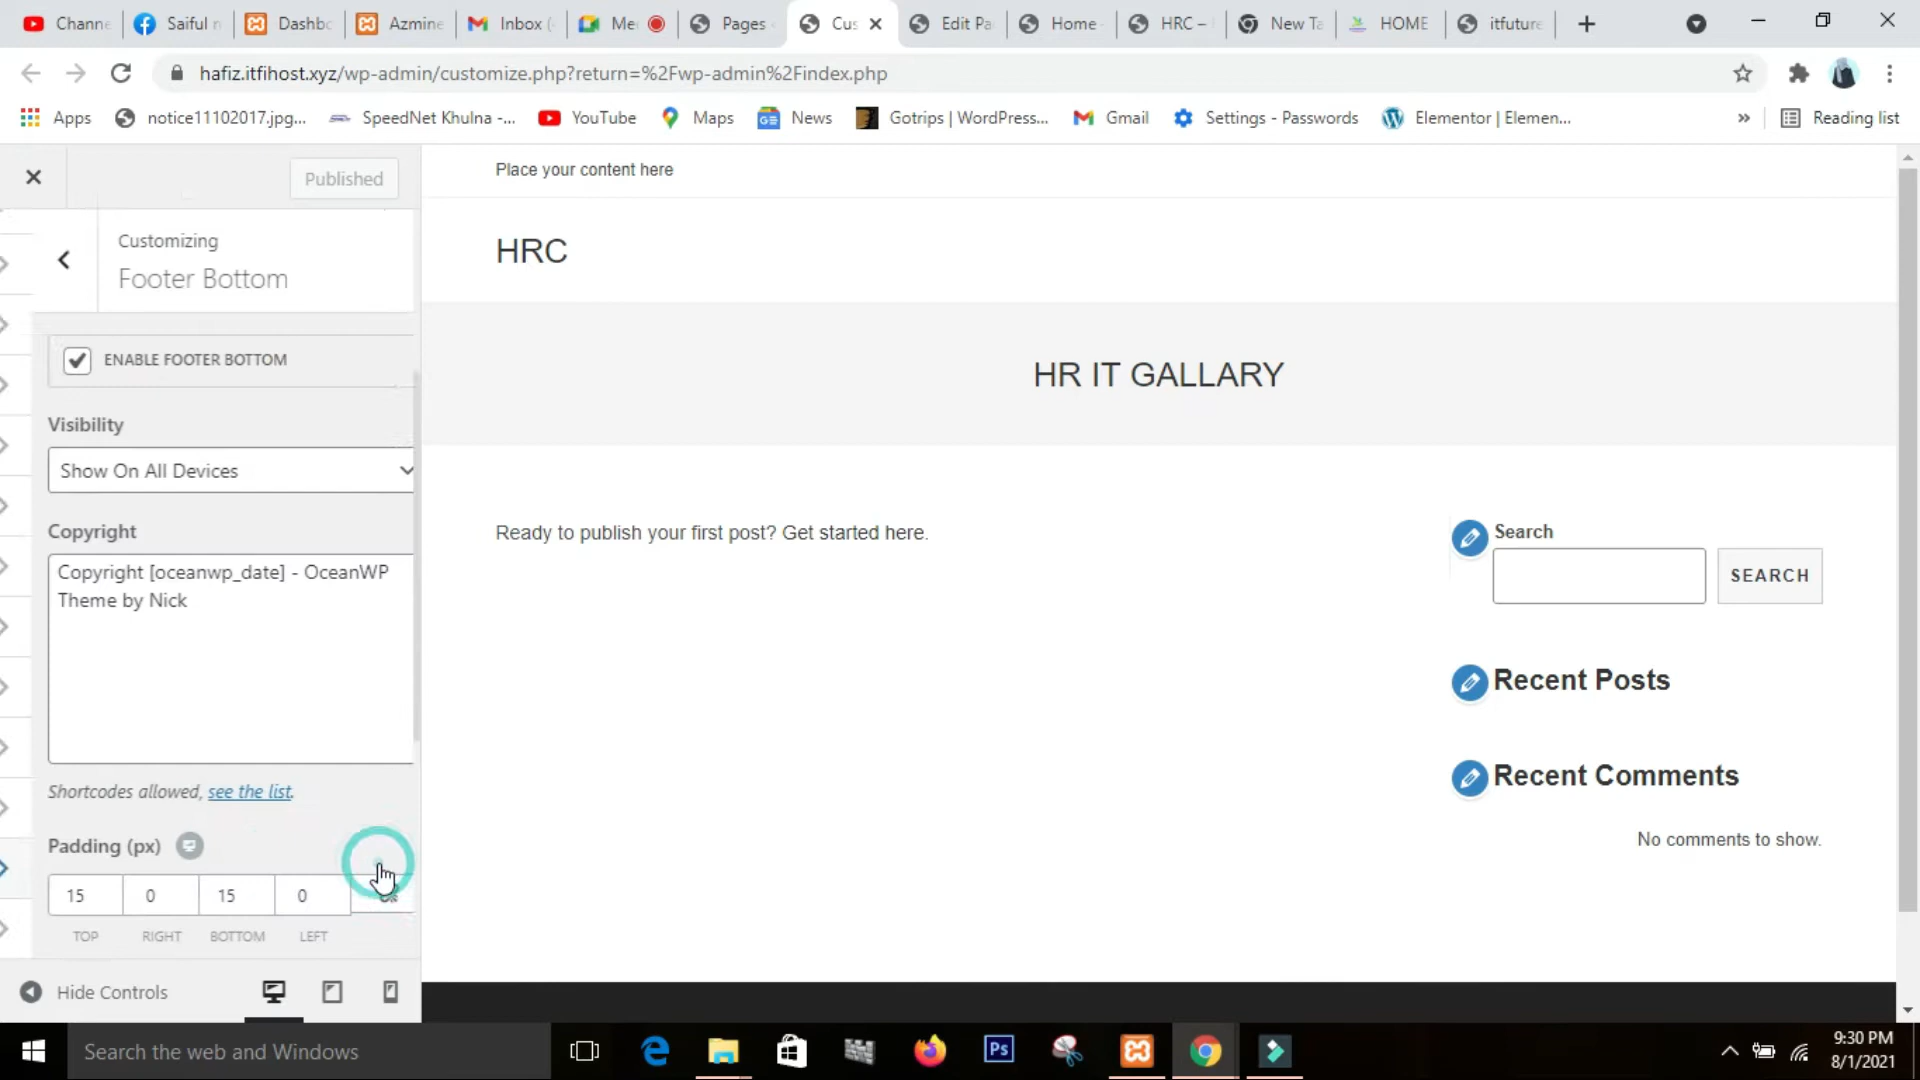 Channe
Saiful n
Dashbo
Azmine
Inbox (
Me
Pages
Cus
Edit Pa
Home
HRC –
New Ta
HOME
itfuture
hafiz.itfihost.xyz/wp-admin/customize.php?return=%2Fwp-admin%2Findex.php
Apps
notice11102017.jpg...
SpeedNet Khulna -...
YouTube
Maps
News
Gotrips | WordPress...
Gmail
Settings - Passwords
Elementor | Elemen...
»
Reading list
Published
Customizing
Footer Bottom
ENABLE FOOTER BOTTOM
Visibility
Show On All Devices
Copyright
Copyright [oceanwp_date] - OceanWP
Theme by Nick
Shortcodes allowed, see the list.
Padding (px)
15 0 15 0
TOP RIGHT BOTTOM LEFT
Hide Controls
Place your content here
HRC
HR IT GALLARY
Ready to publish your first post? Get started here.
Search
SEARCH
Recent Posts
Recent Comments
No comments to show.
Search the web and Windows
Ps
9:30 PM
8/1/2021